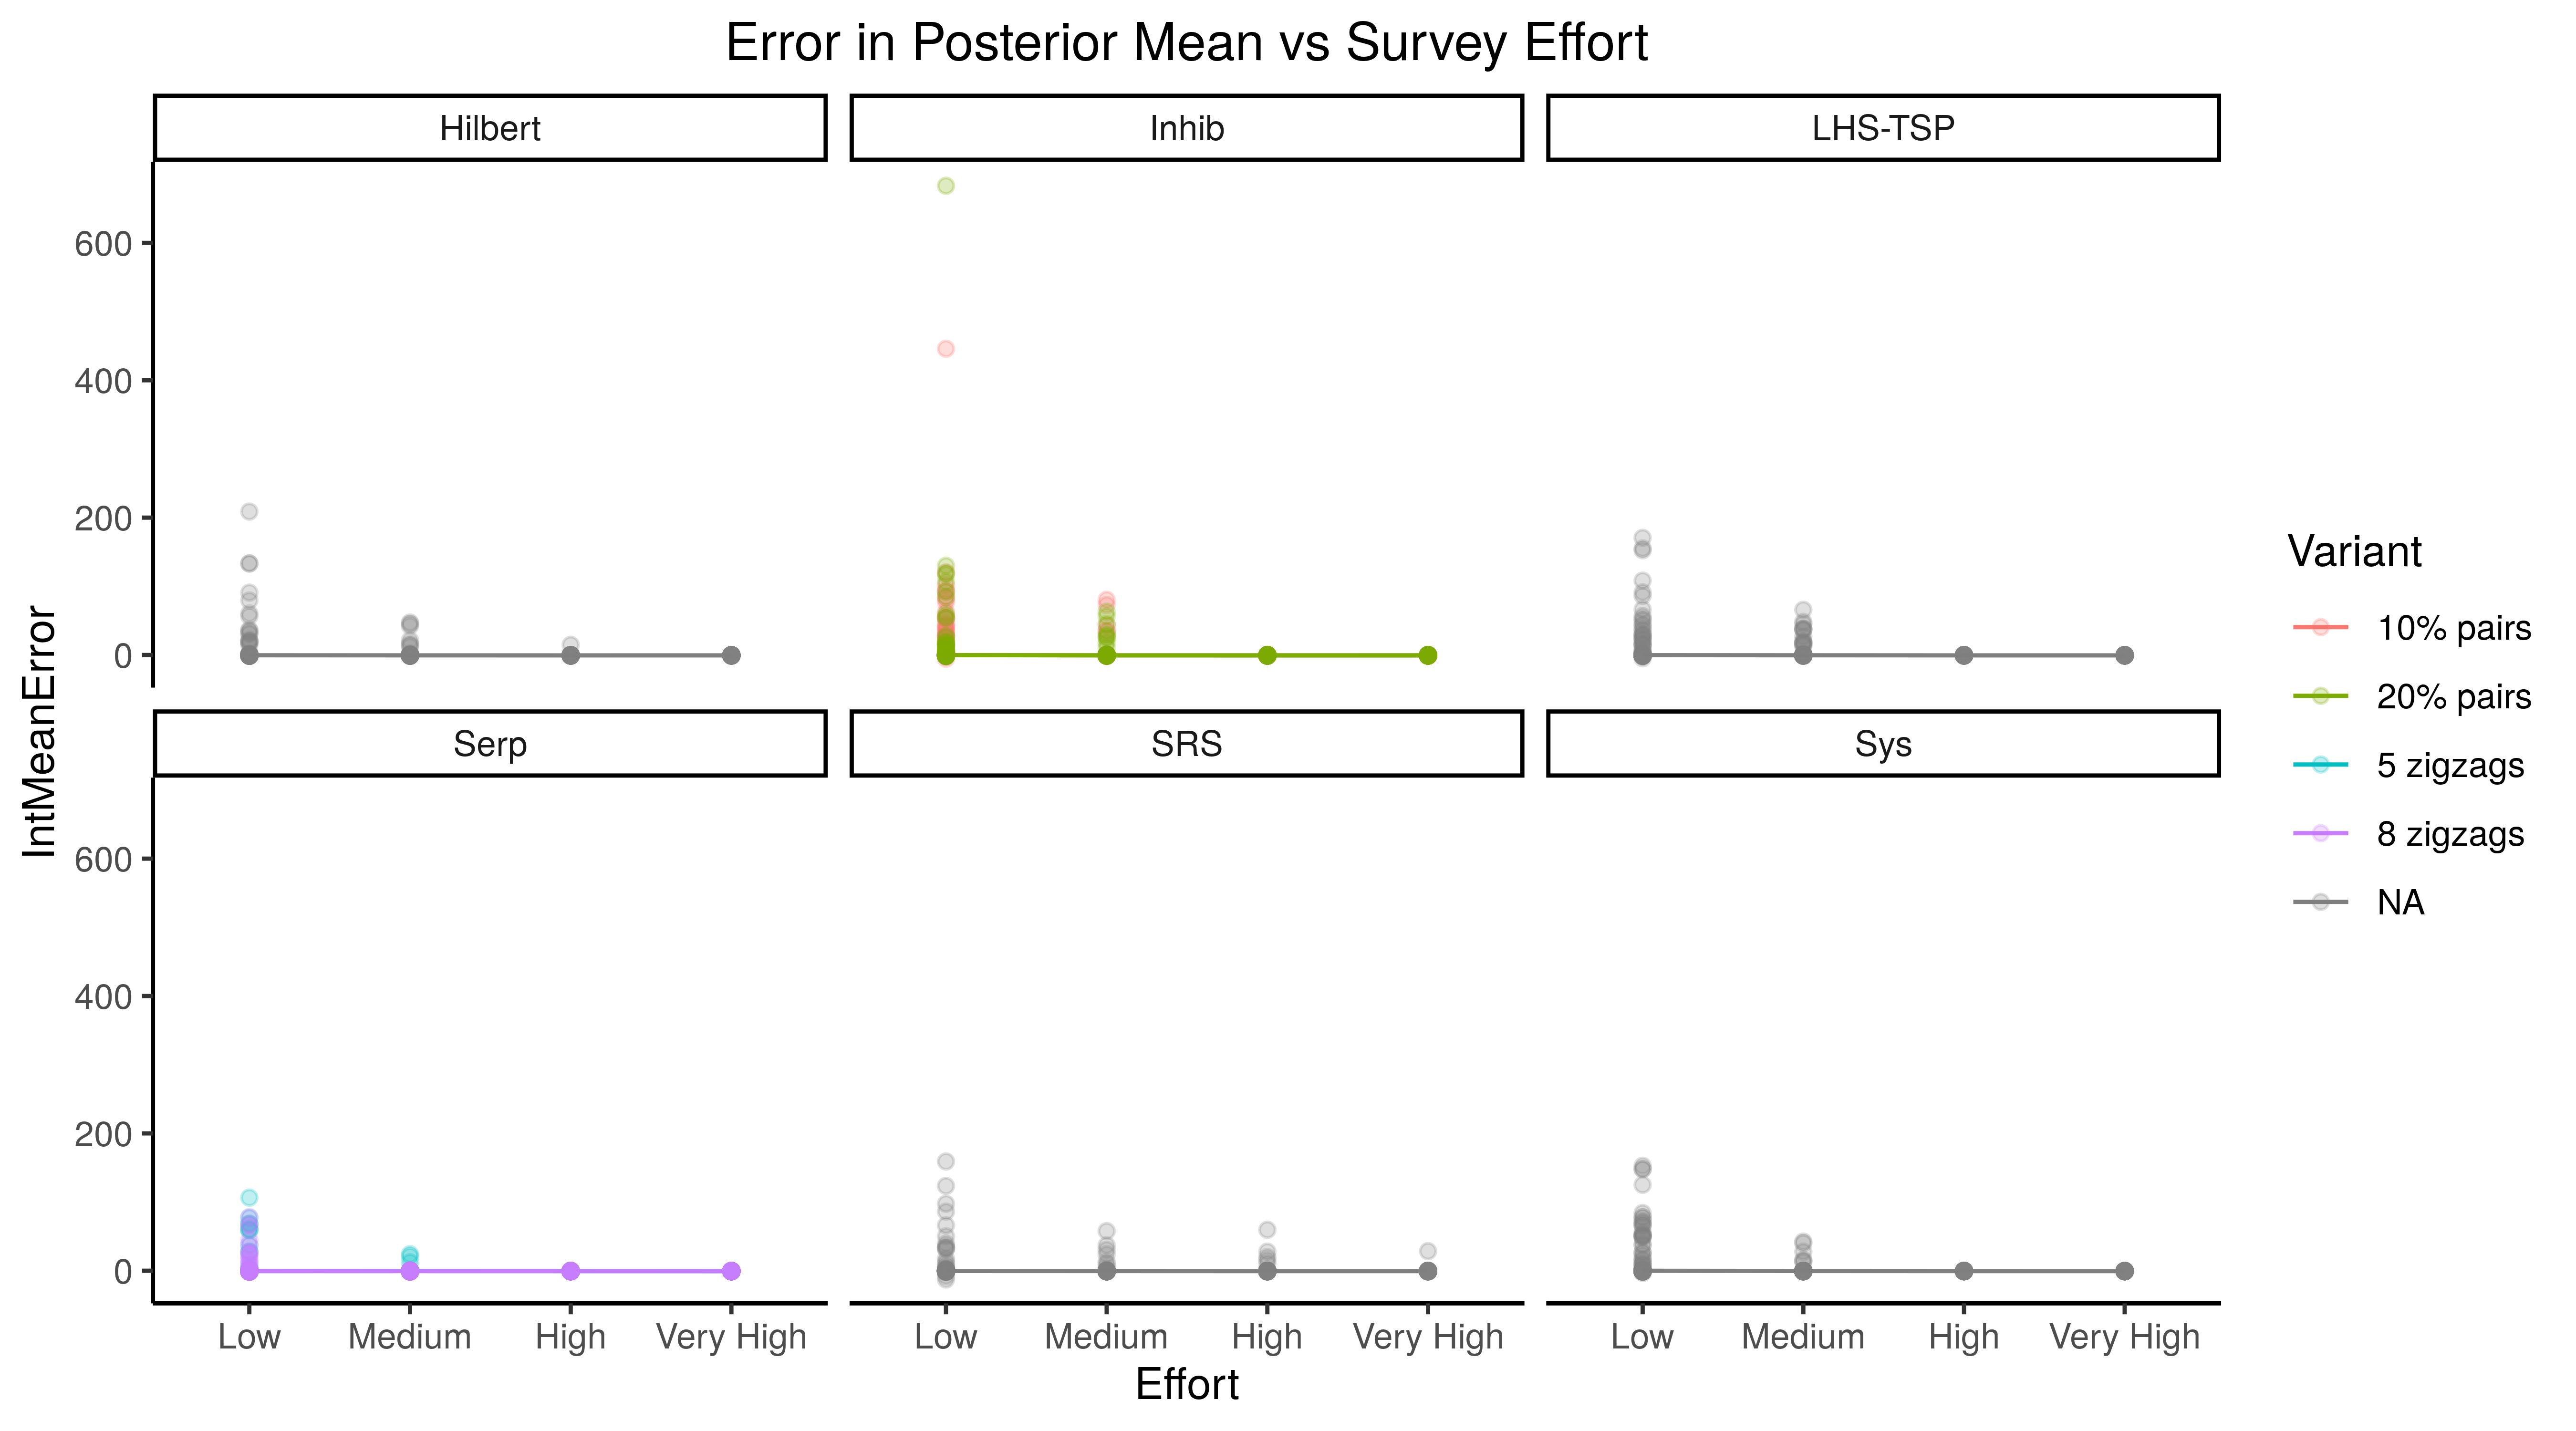 Error in Posterior Mean vs Survey Effort
Hilbert
Inhib
LHS-TSP
600
400
200
0
Serp
SRS
Sys
600
400
200
0
Low Medium High Very High
Low Medium High Very High
Low Medium High Very High
Effort
IntMeanError
Variant
10% pairs
20% pairs
5 zigzags
8 zigzags
NA